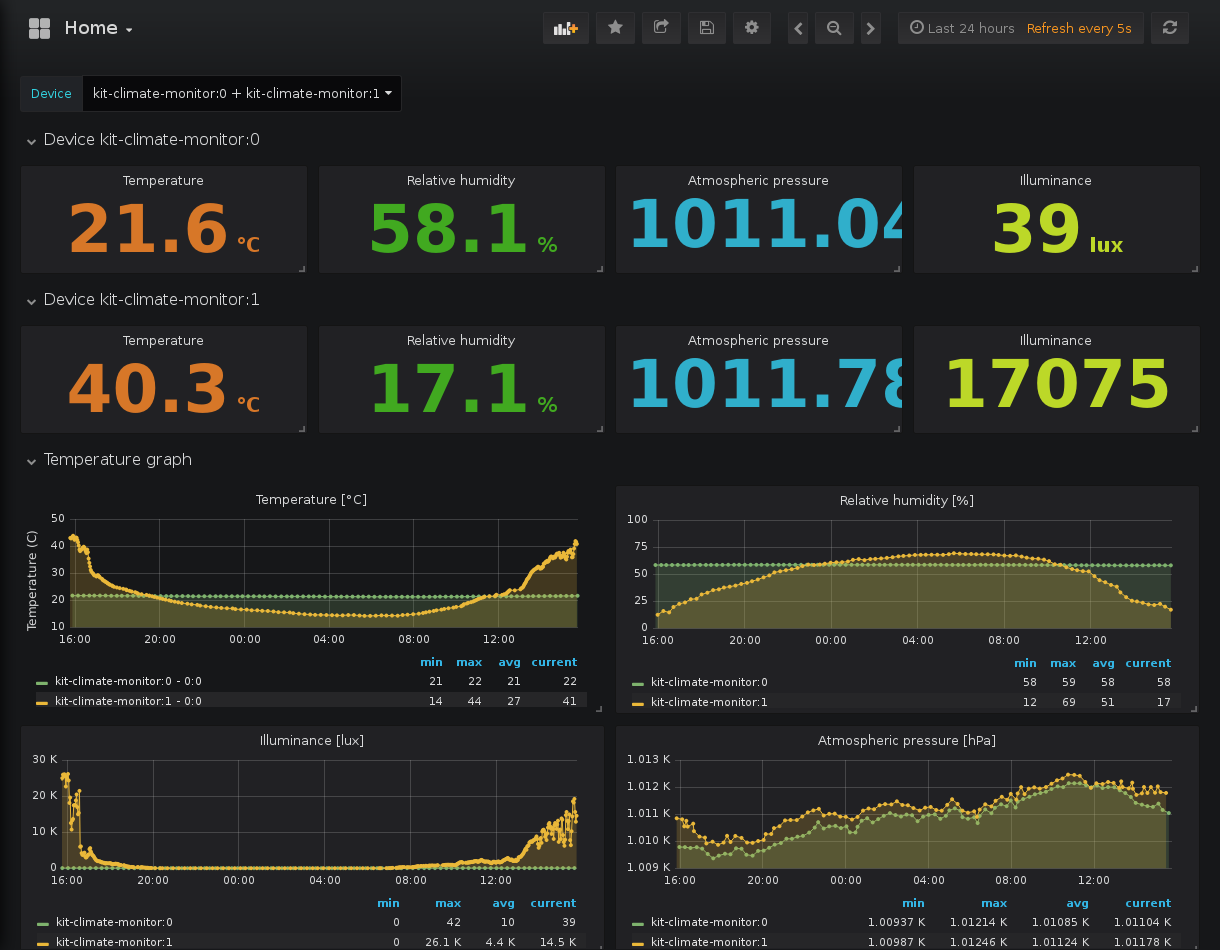 Home
Last 24 hours Refresh every 5s
Device kit-climate-monitor:0 + kit-climate-monitor:1
Device kit-climate-monitor:0
Temperature Relative humidity Atmospheric pressure Illuminance
21.6 °C 58.1 % 1011.04 39 lux
Device kit-climate-monitor:1
Temperature Relative humidity Atmospheric pressure Illuminance
40.3 °C 17.1 % 1011.78 17075
Temperature graph
Temperature [°C]
Temperature (C)
50
40
30
20
10
16:00 20:00 00:00 04:00 08:00 12:00
min max avg current
kit-climate-monitor:0 - 0:0 21 22 21 22
kit-climate-monitor:1 - 0:0 14 44 27 41
Relative humidity [%]
100
75
50
25
0
16:00 20:00 00:00 04:00 08:00 12:00
min max avg current
kit-climate-monitor:0 58 59 58 58
kit-climate-monitor:1 12 69 51 17
Illuminance [lux]
30 K
20 K
10 K
0
16:00 20:00 00:00 04:00 08:00 12:00
min max avg current
kit-climate-monitor:0 0 42 10 39
kit-climate-monitor:1 0 26.1 K 4.4 K 14.5 K
Atmospheric pressure [hPa]
1.013 K
1.012 K
1.011 K
1.010 K
1.009 K
16:00 20:00 00:00 04:00 08:00 12:00
min max avg current
kit-climate-monitor:0 1.00937 K 1.01214 K 1.01085 K 1.01104 K
kit-climate-monitor:1 1.00987 K 1.01246 K 1.01124 K 1.01178 K